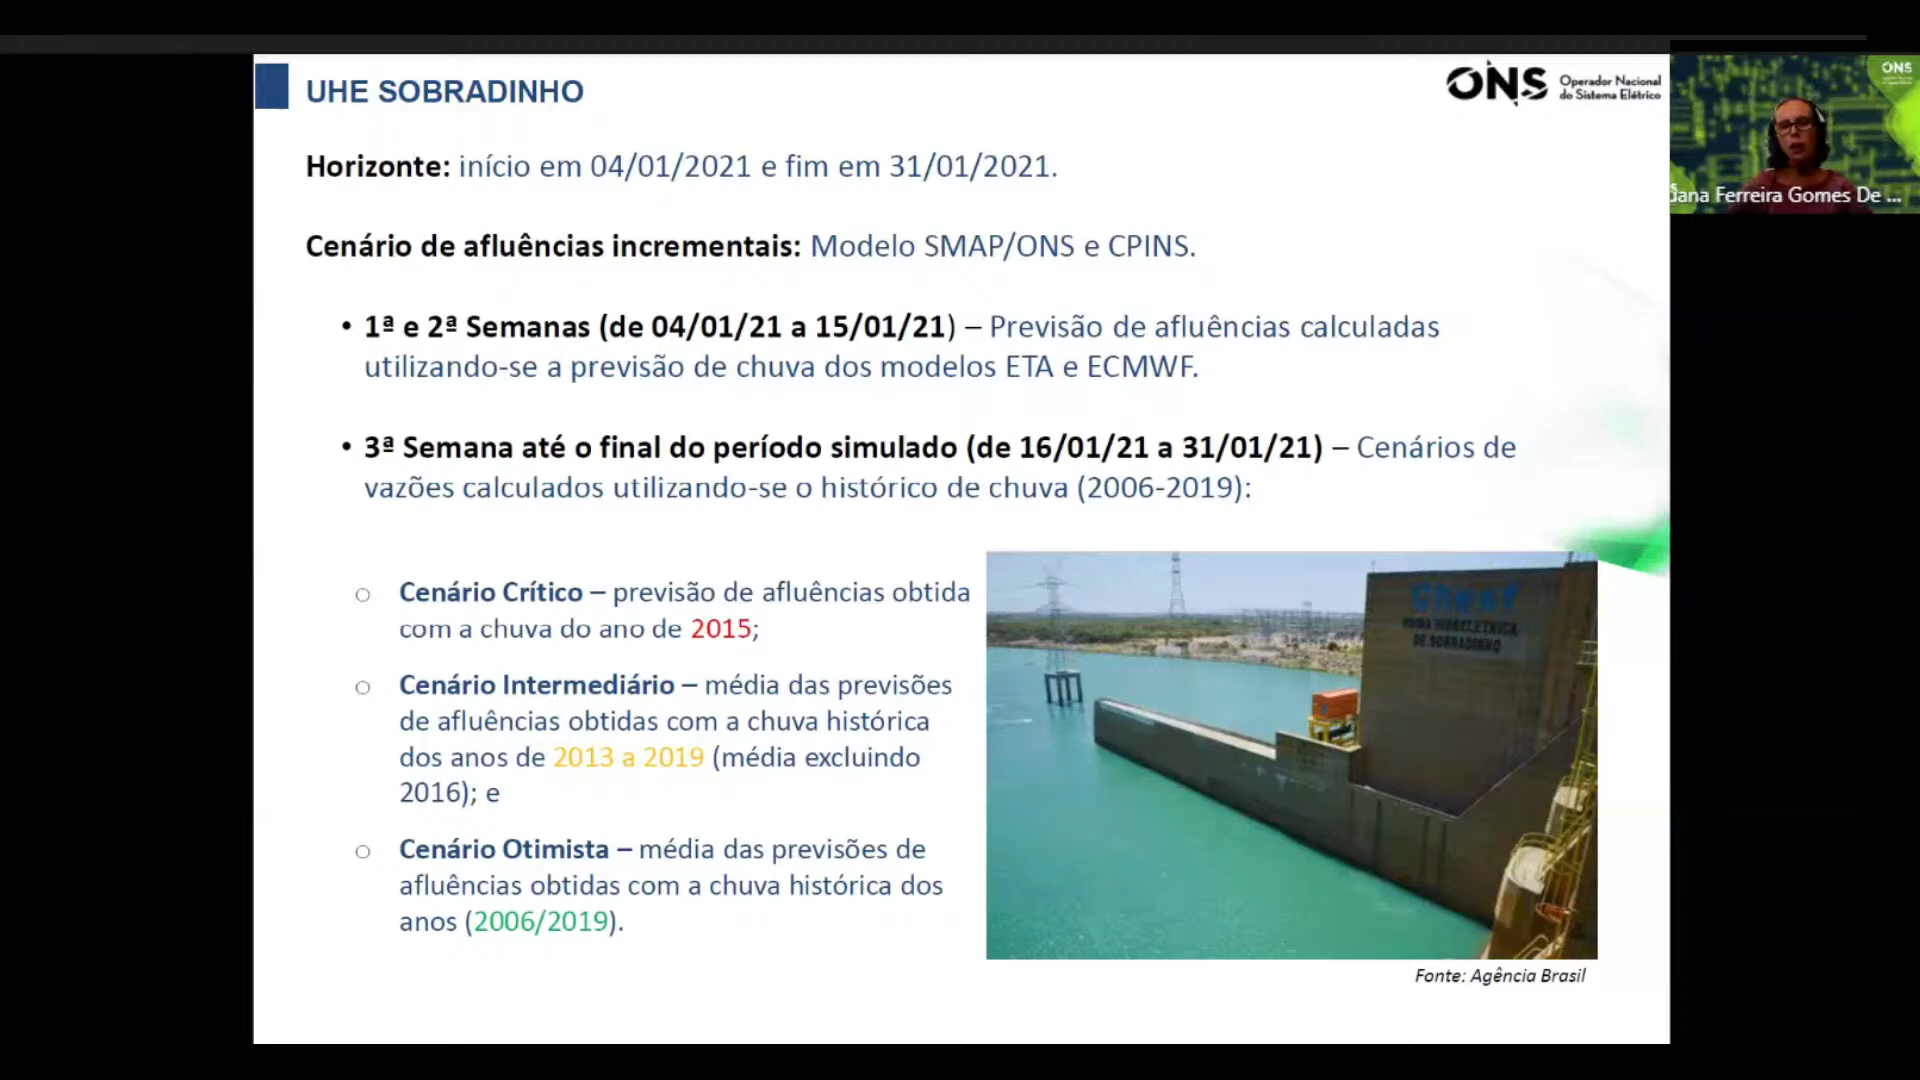 UHE SOBRADINHO
ONS Operador Nacional
do Sistema Elétrico
ONS
Ferreira Gomes De ...
Horizonte: início em 04/01/2021 e fim em 31/01/2021.
Cenário de afluências incrementais: Modelo SMAP/ONS e CPINS.
• 1ª e 2ª Semanas (de 04/01/21 a 15/01/21) – Previsão de afluências calculadas
utilizando-se a previsão de chuva dos modelos ETA e ECMWF.
• 3ª Semana até o final do período simulado (de 16/01/21 a 31/01/21) – Cenários de
vazões calculados utilizando-se o histórico de chuva (2006-2019):
o Cenário Crítico – previsão de afluências obtida
com a chuva do ano de 2015;
o Cenário Intermediário – média das previsões
de afluências obtidas com a chuva histórica
dos anos de 2013 a 2019 (média excluindo
2016); e
o Cenário Otimista – média das previsões de
afluências obtidas com a chuva histórica dos
anos (2006/2019).
Chesf
USINA HIDRELÉTRICA
DE SOBRADINHO
Fonte: Agência Brasil